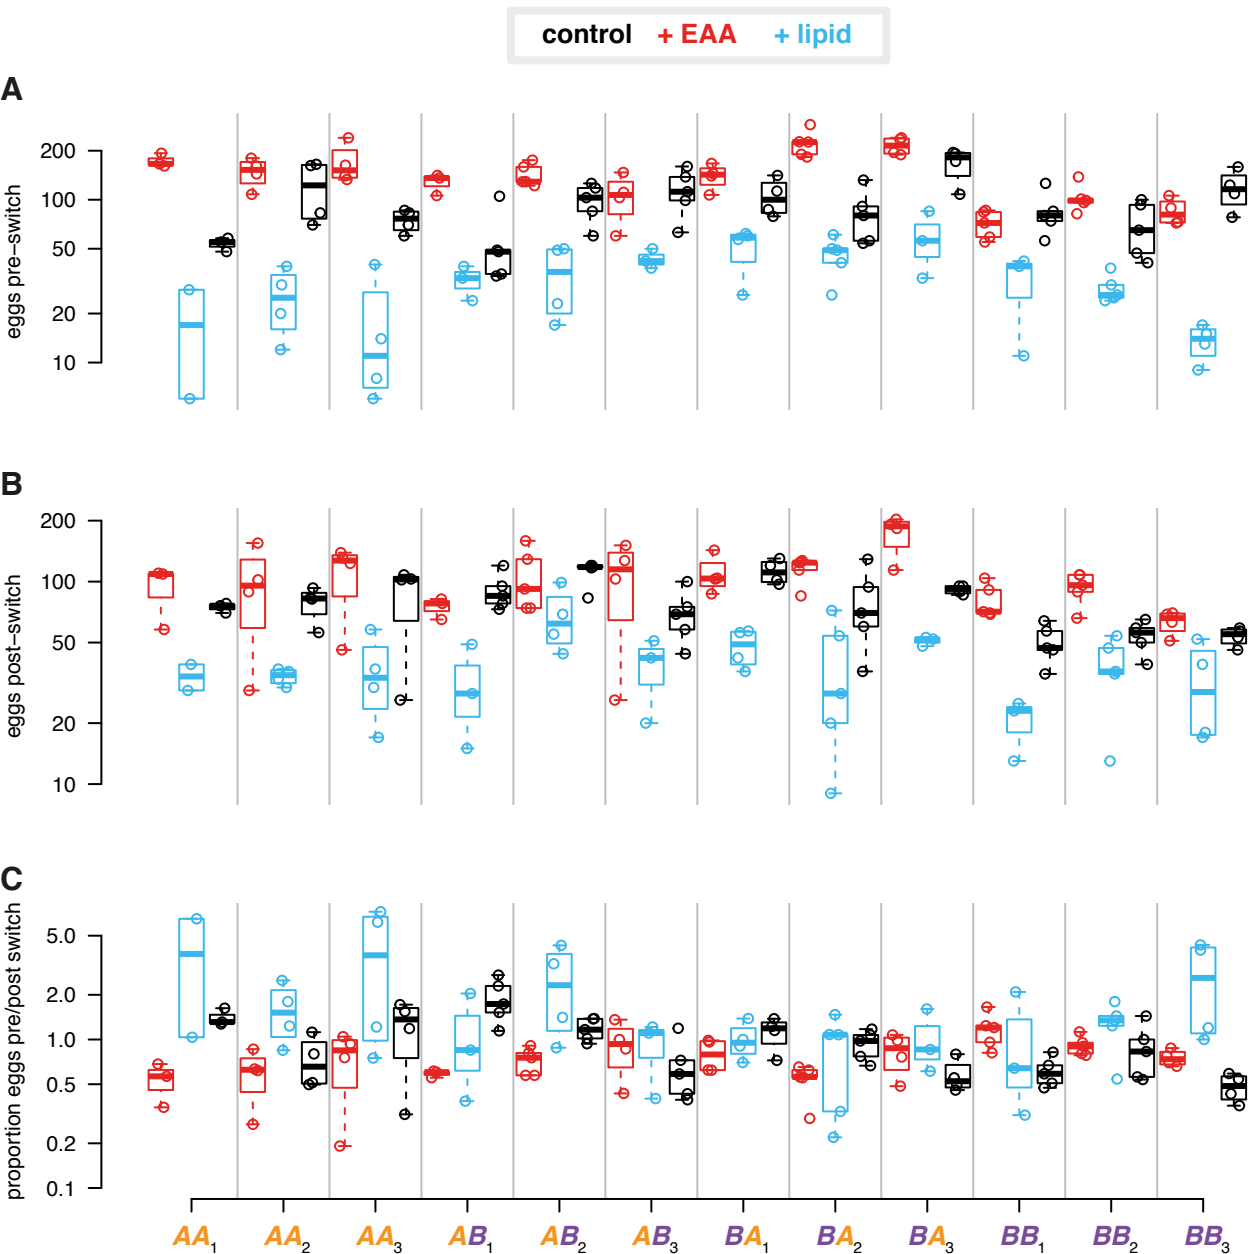 control + EAA + lipid
A
eggs pre–switch
200
100
50
20
10
B
eggs post–switch
200
100
50
20
10
C
proportion eggs pre/post switch
5.0
2.0
1.0
0.5
0.2
0.1
AA1 AA2 AA3 AB1 AB2 AB3 BA1 BA2 BA3 BB1 BB2 BB3